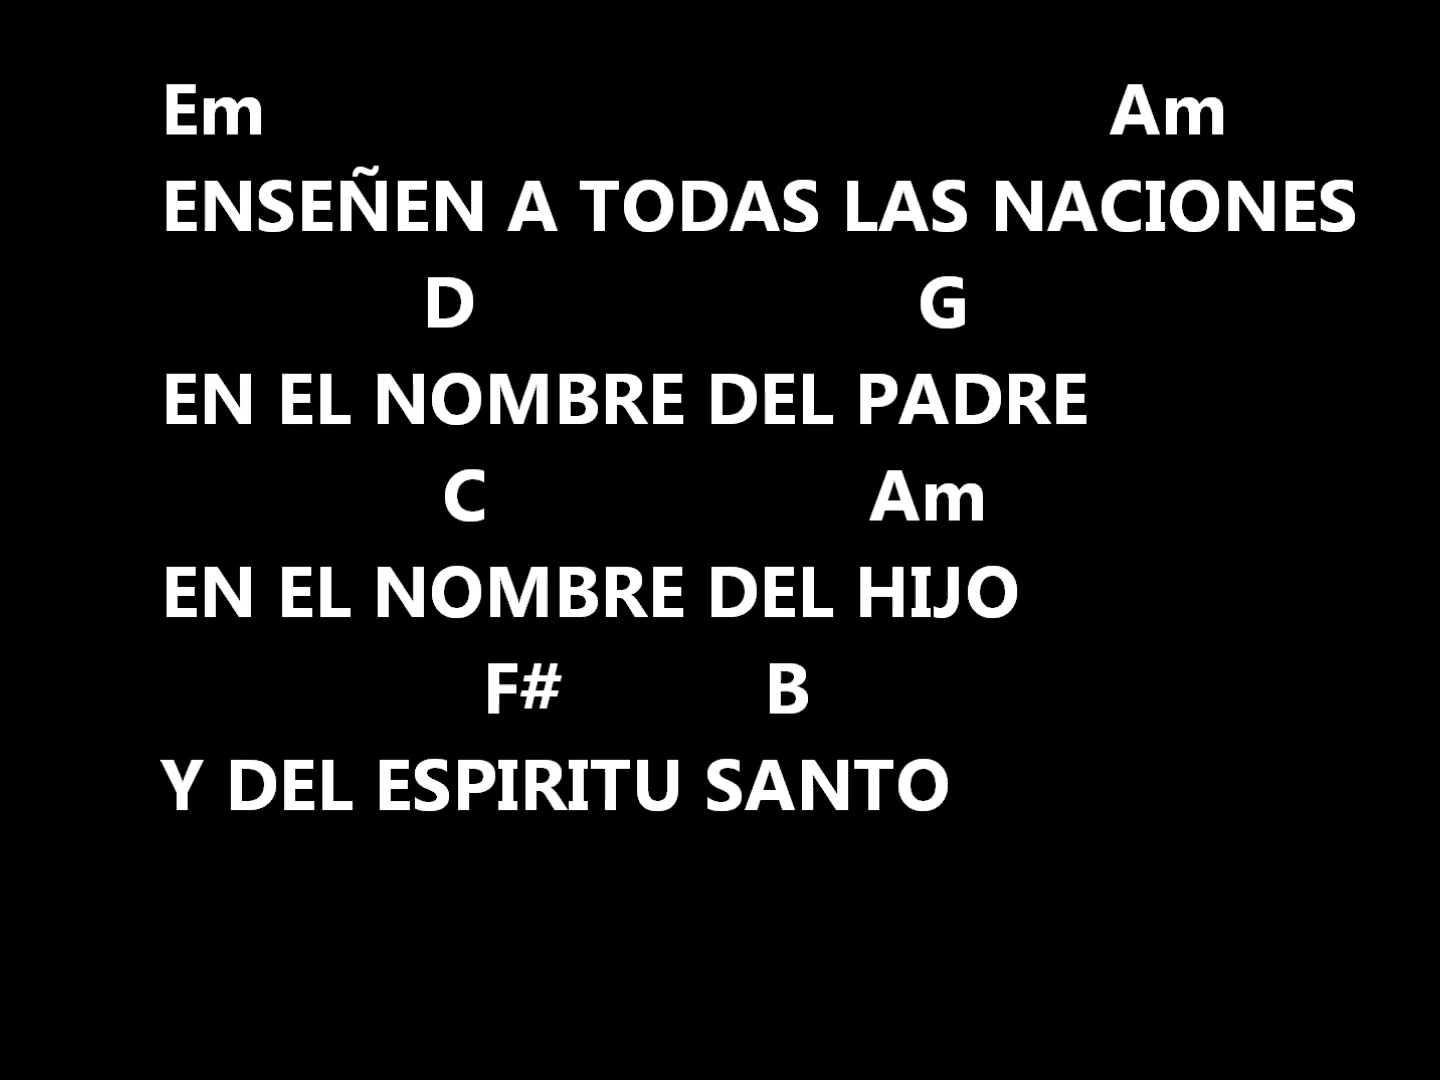 Em Am
ENSEÑEN A TODAS LAS NACIONES
D G
EN EL NOMBRE DEL PADRE
C Am
EN EL NOMBRE DEL HIJO
F# B
Y DEL ESPIRITU SANTO